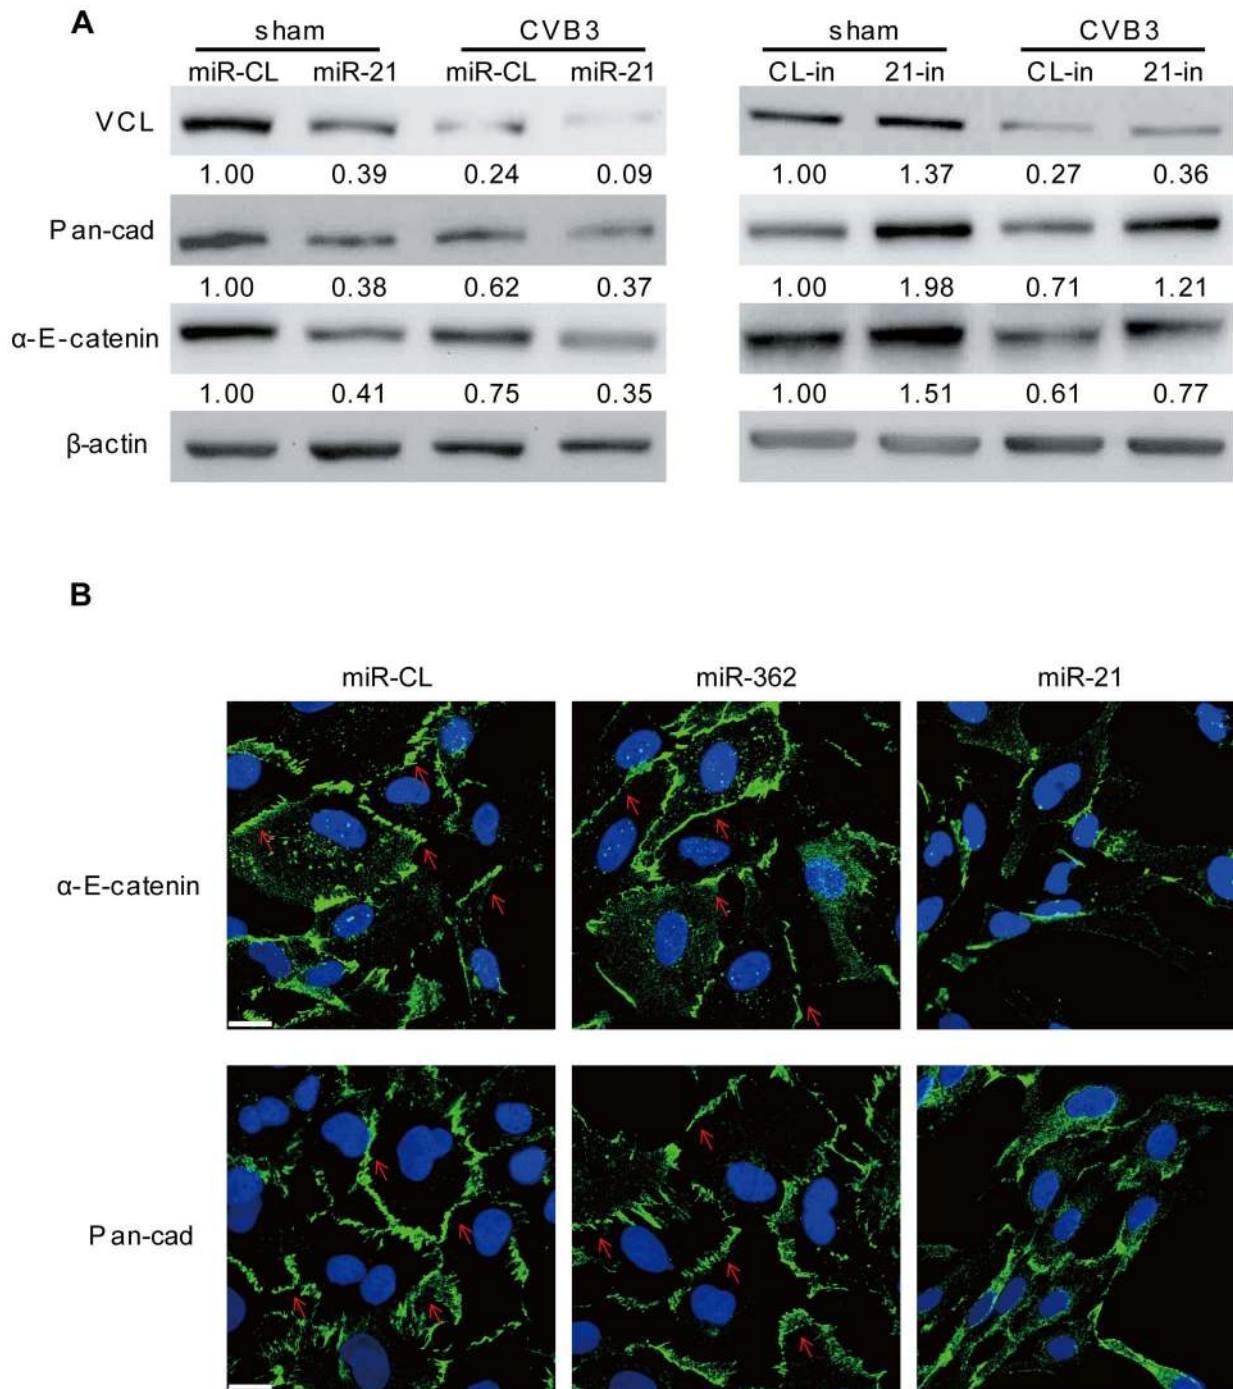 A
sham CVB3 sham CVB3
miR-CL miR-21 miR-CL miR-21 CL-in 21-in CL-in 21-in
VCL
1.00 0.39 0.24 0.09 1.00 1.37 0.27 0.36
Pan-cad
1.00 0.38 0.62 0.37 1.00 1.98 0.71 1.21
α-E-catenin
1.00 0.41 0.75 0.35 1.00 1.51 0.61 0.77
β-actin
B
miR-CL miR-362 miR-21
α-E-catenin
Pan-cad